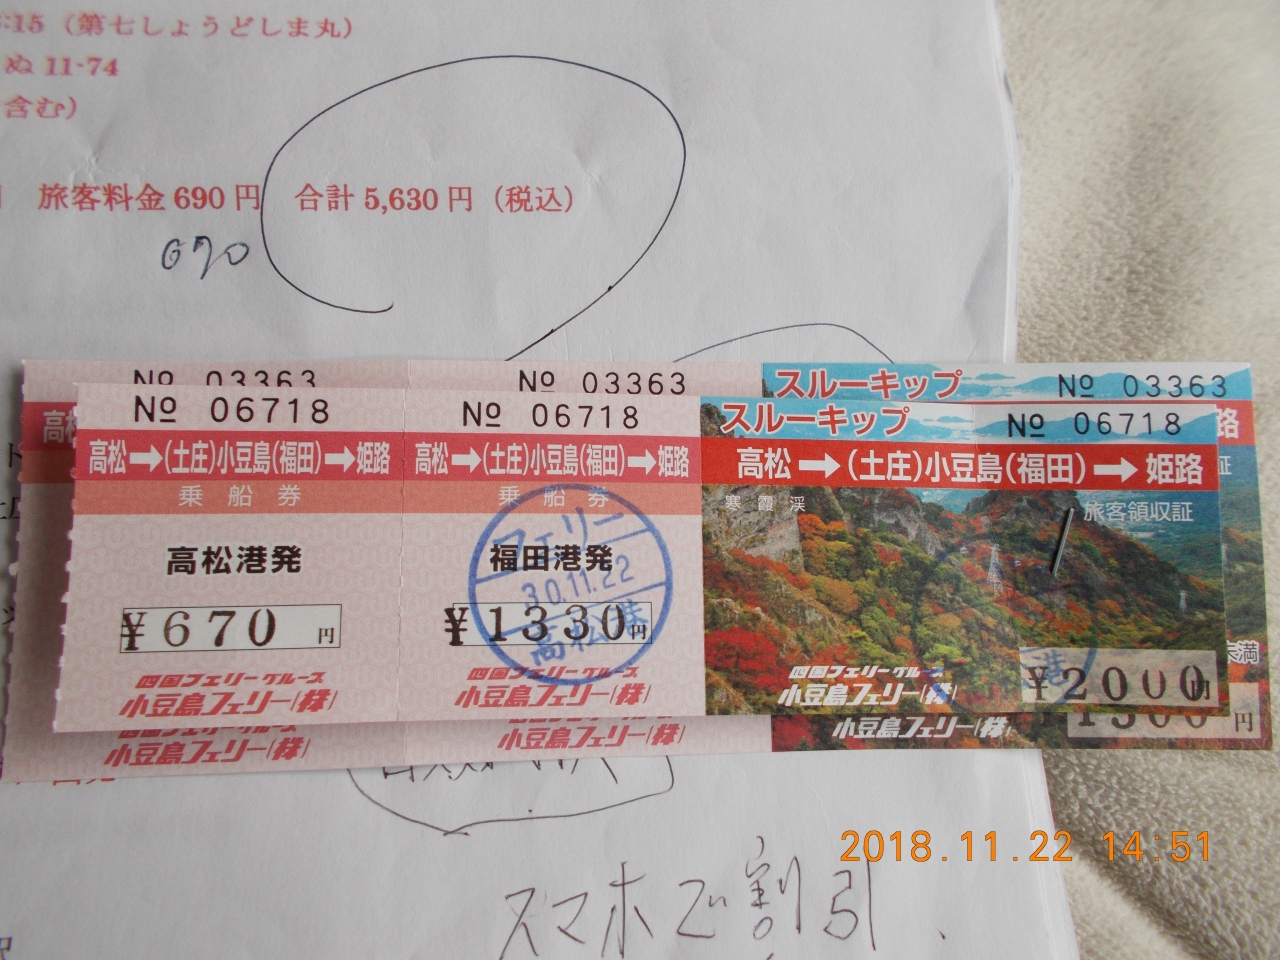 :15（第七しょうどしま丸）
ぬ 11-74
含む）
旅客料金 690 円 合計 5,630 円（税込）
670
№ 03363
№ 03363
スルーキップ № 03363
№ 06718
№ 06718
スルーキップ № 06718
高松→(土庄)小豆島(福田)→姫路
高松→(土庄)小豆島(福田)→姫路
高松→(土庄)小豆島(福田)→姫路
乗船券
乗船券
寒霞渓
旅客領収証
高松港発
福田港発
フェリー
30.11.22
高松港
¥670円
¥1330円
¥2000円
四国フェリーグループ
小豆島フェリー(株)
四国フェリーグループ
小豆島フェリー(株)
四国フェリーグループ
小豆島フェリー(株)
小豆島フェリー(株)
小豆島フェリー(株)
小豆島フェリー(株)
2018.11.22 14:51
スマホで割引